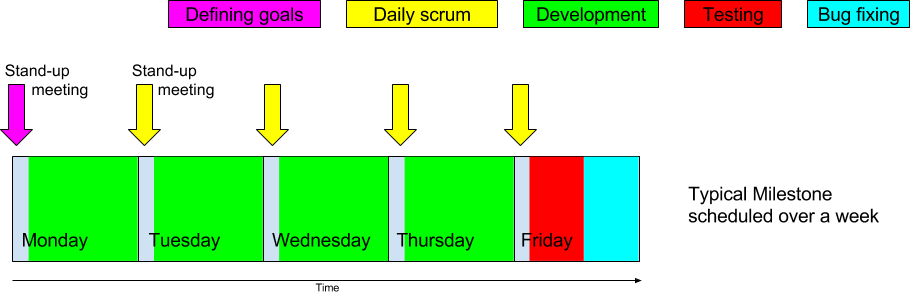 Defining goals
Daily scrum
Development
Testing
Bug fixing
Stand-up
meeting
Stand-up
meeting
Monday
Tuesday
Wednesday
Thursday
Friday
Typical Milestone
scheduled over a week
Time